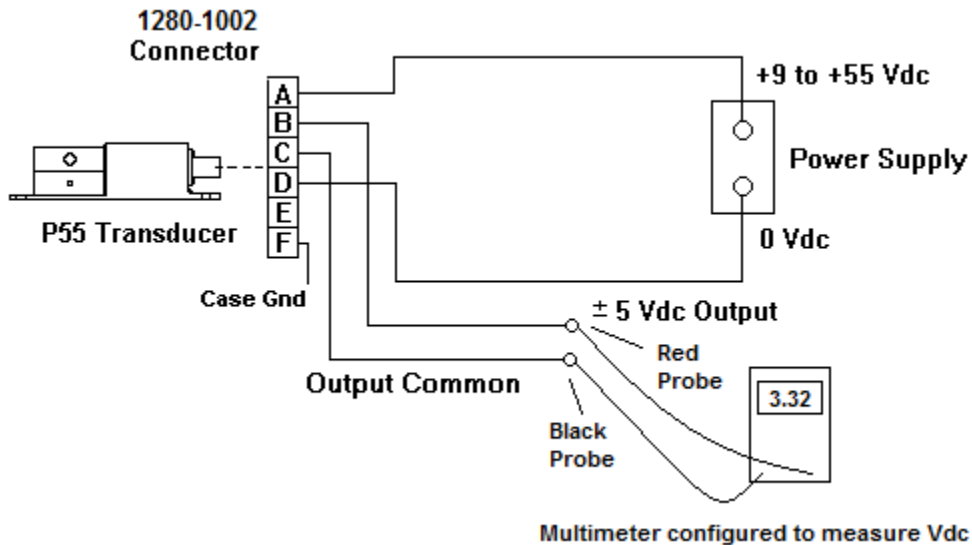 1280-1002
Connector
A
B
C
D
E
F
+9 to +55 Vdc
Power Supply
0 Vdc
P55 Transducer
Case Gnd
± 5 Vdc Output
Red
Probe
Output Common
3.32
Black
Probe
Multimeter configured to measure Vdc